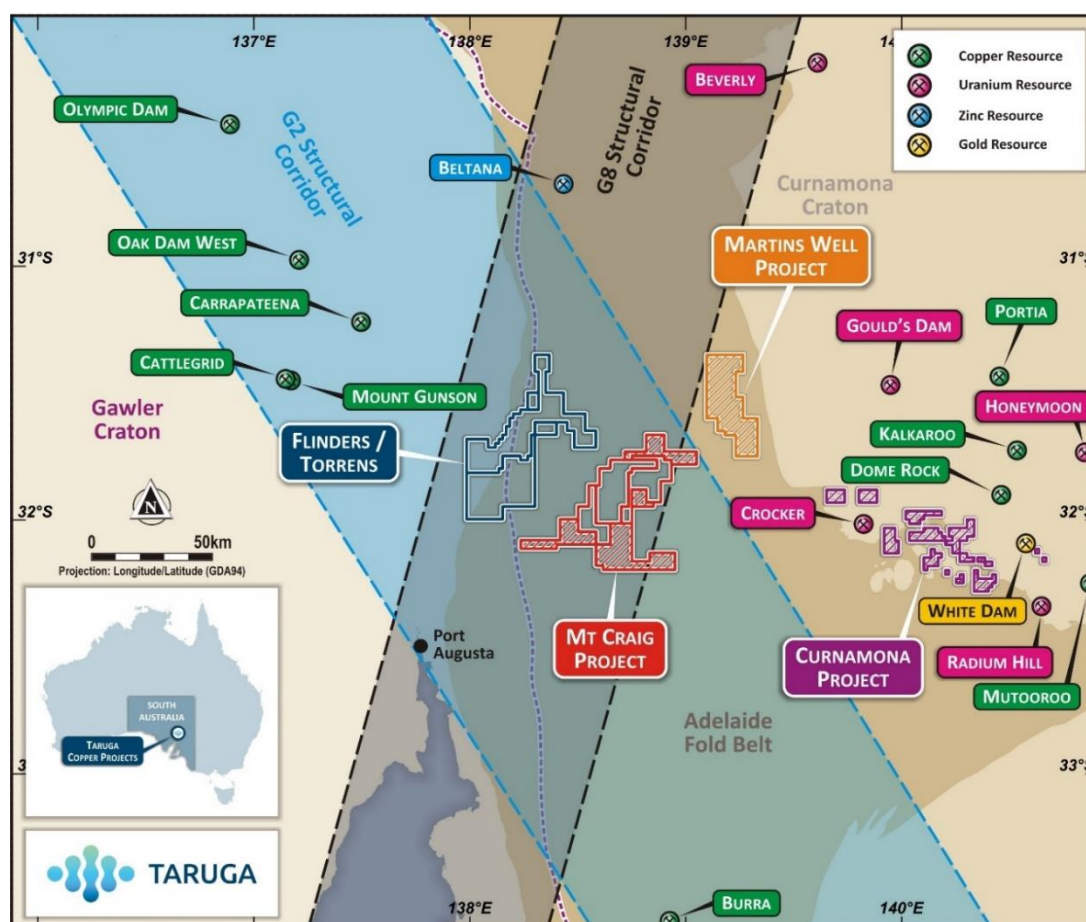 137°E
138°E
139°E
14
Copper Resource
Uranium Resource
Zinc Resource
Gold Resource
BEVERLY
OLYMPIC DAM
G2 Structural
Corridor
BELTANA
G8 Structural
Corridor
Curnamona
Craton
OAK DAM WEST
31°S
MARTINS WELL
PROJECT
31°S
CARRAPATEENA
GOULD'S DAM
PORTIA
CATTLEGRID
MOUNT GUNSON
Gawler
Craton
FLINDERS /
TORRENS
HONEYMOON
KALKAROO
DOME ROCK
N
32°S
CROCKER
32°S
0 50km
Projection: Longitude/Latitude (GDA94)
WHITE DAM
MT CRAIG
PROJECT
Port
Augusta
CURNAMONA
PROJECT
RADIUM HILL
MUTOOROO
SOUTH
AUSTRALIA
TARUGA
COPPER PROJECTS
Adelaide
Fold Belt
3
33°S
TARUGA
138°E
BURRA
140°E